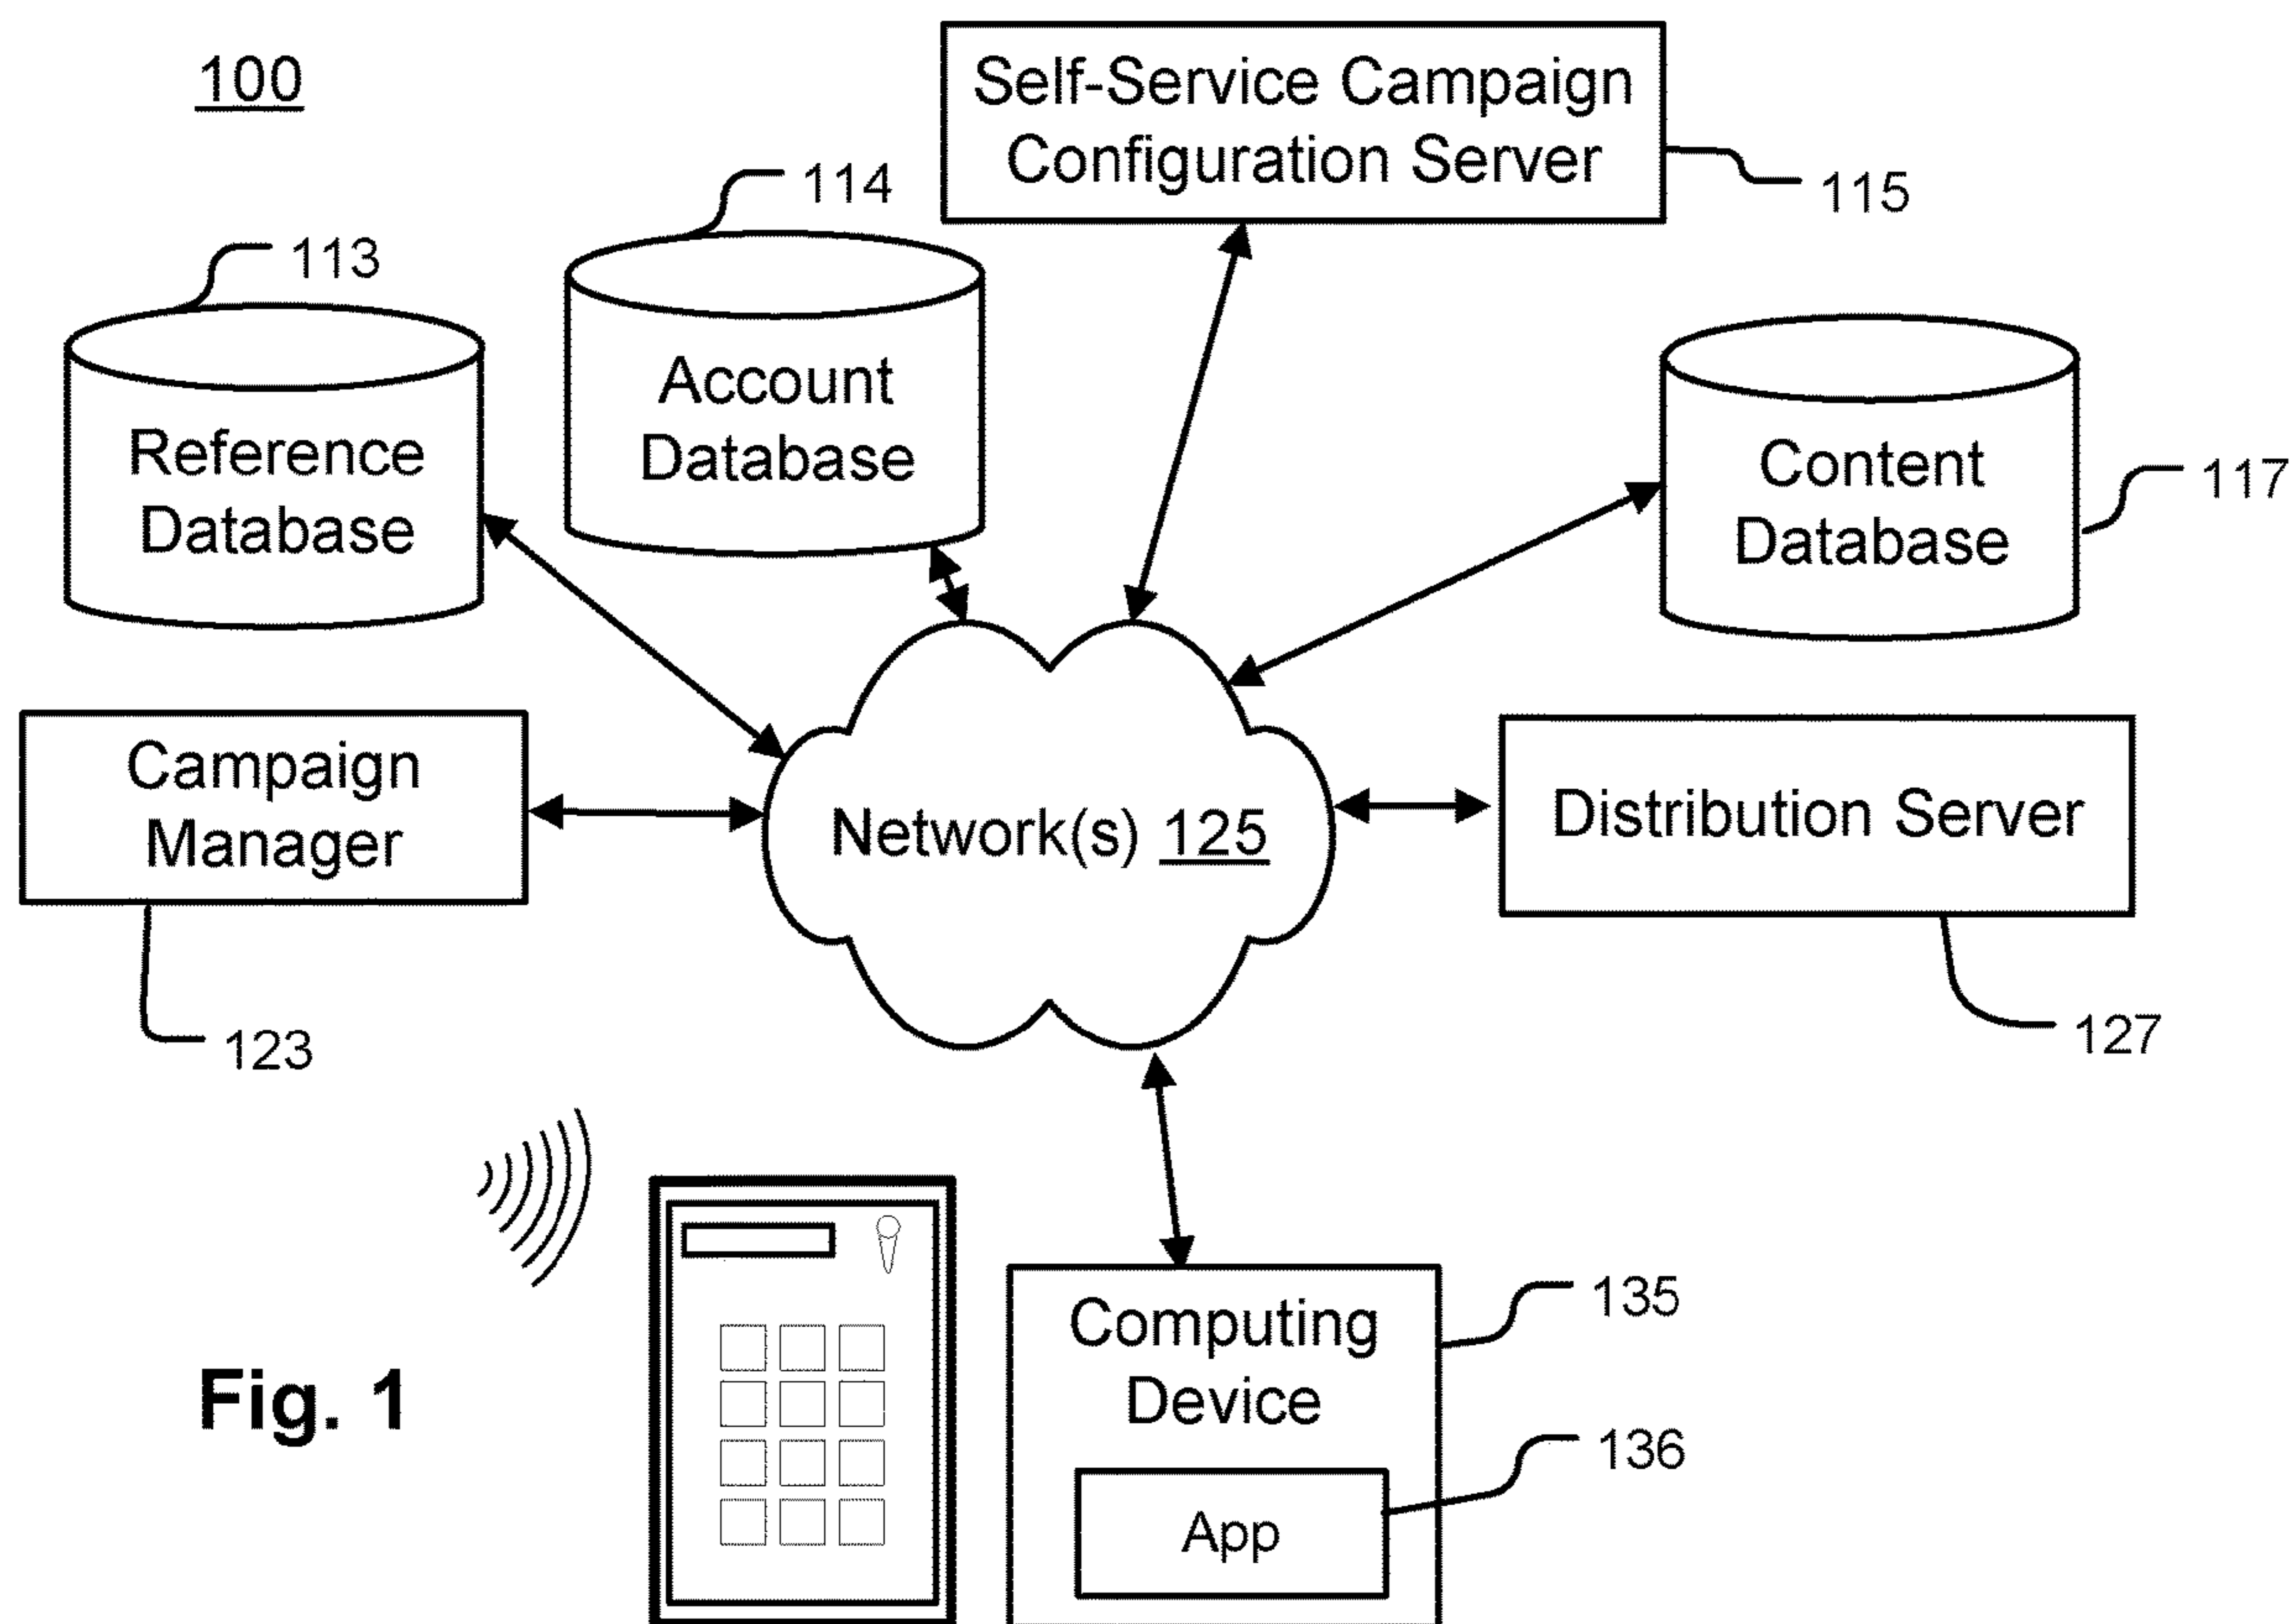 100
Self-Service Campaign
Configuration Server
115
114
113
Account
Database
Reference
Database
Content
Database
117
Campaign
Manager
Network(s) 125
Distribution Server
123
127
Computing
Device
135
App
136
Fig. 1